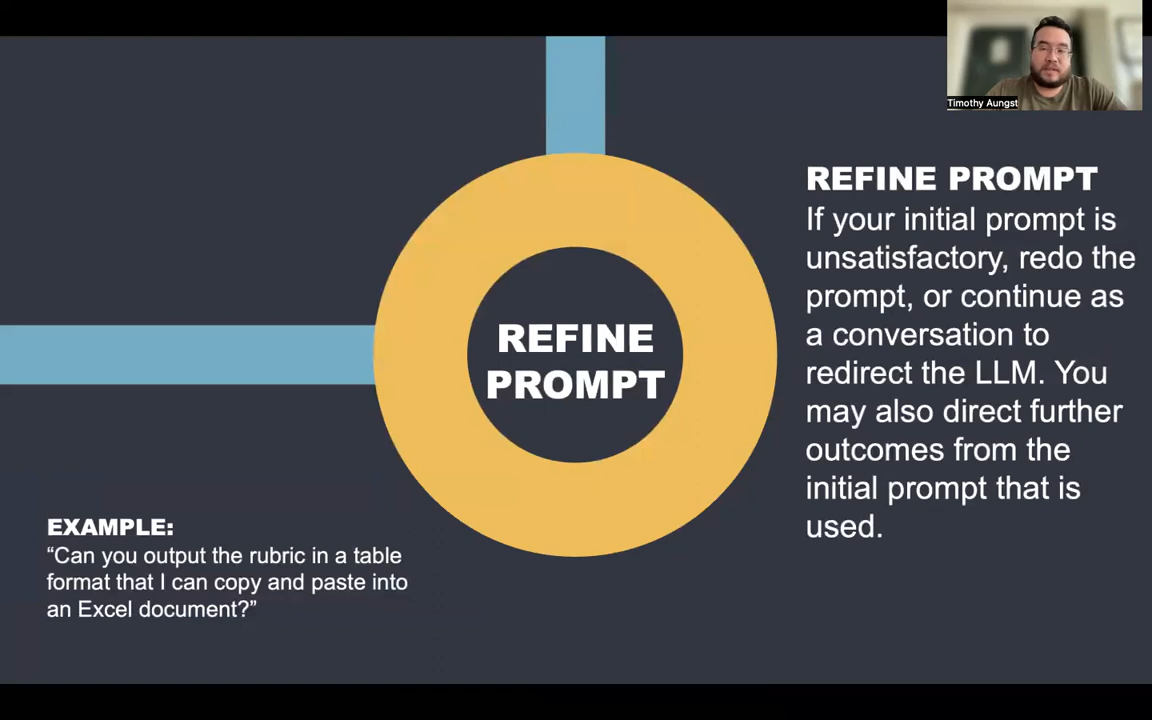 Timothy Aungst
REFINE PROMPT
If your initial prompt is
unsatisfactory, redo the
prompt, or continue as
a conversation to
redirect the LLM. You
may also direct further
outcomes from the
initial prompt that is
used.
REFINE
PROMPT
EXAMPLE:
“Can you output the rubric in a table
format that I can copy and paste into
an Excel document?”